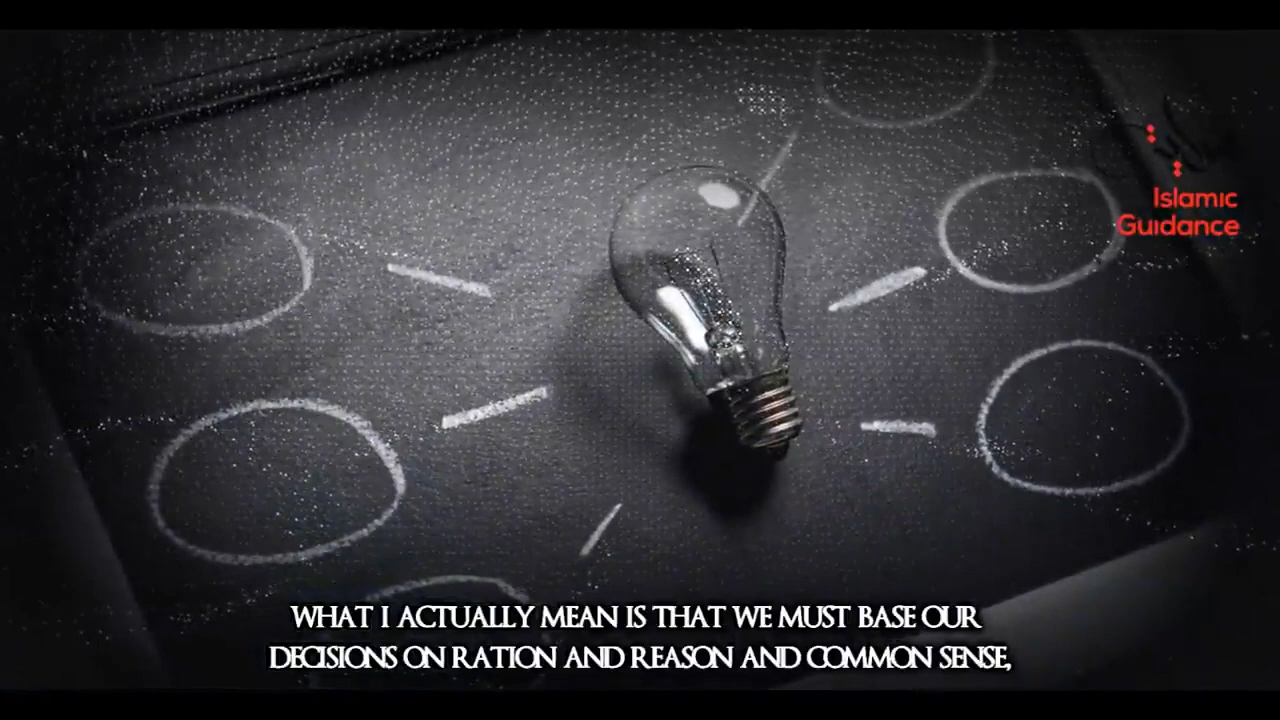 Islamic
Guidance
WHAT I ACTUALLY MEAN IS THAT WE MUST BASE OUR
DECISIONS ON RATION AND REASON AND COMMON SENSE,